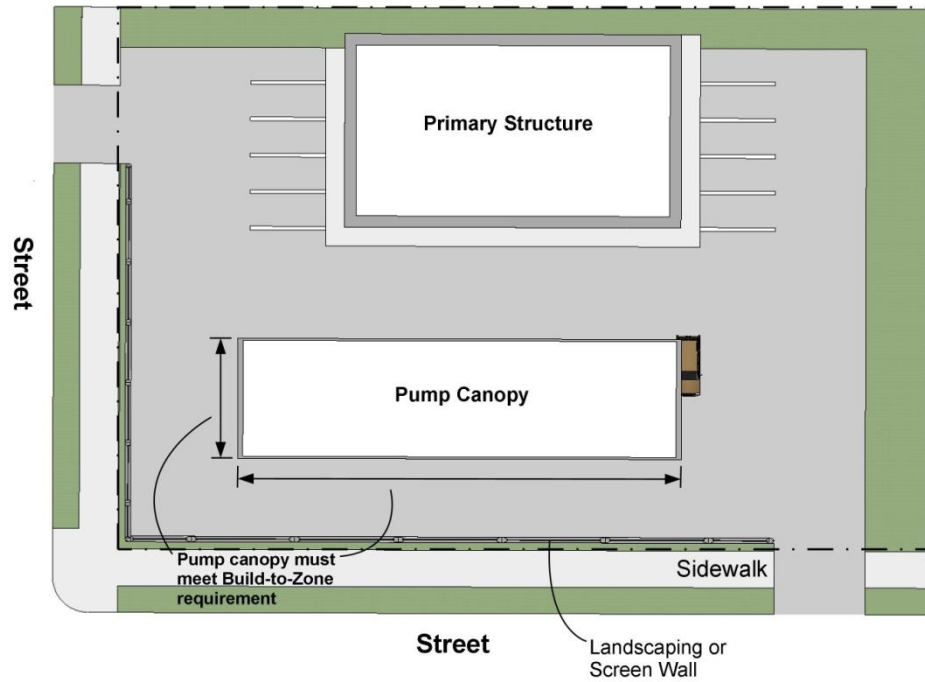 Primary Structure
Street
Pump Canopy
Pump canopy must
meet Build-to-Zone
requirement
Sidewalk
Street
Landscaping or
Screen Wall